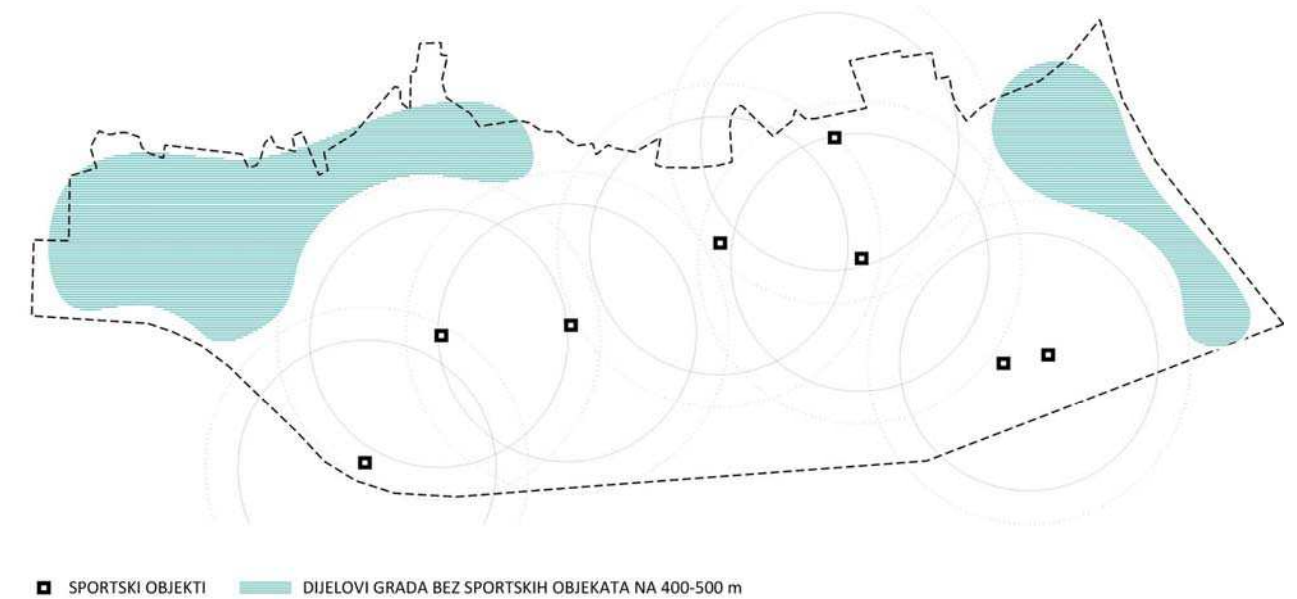 SPORTSKI OBJEKTI
DIJELOVI GRADA BEZ SPORTSKIH OBJEKATA NA 400-500 m